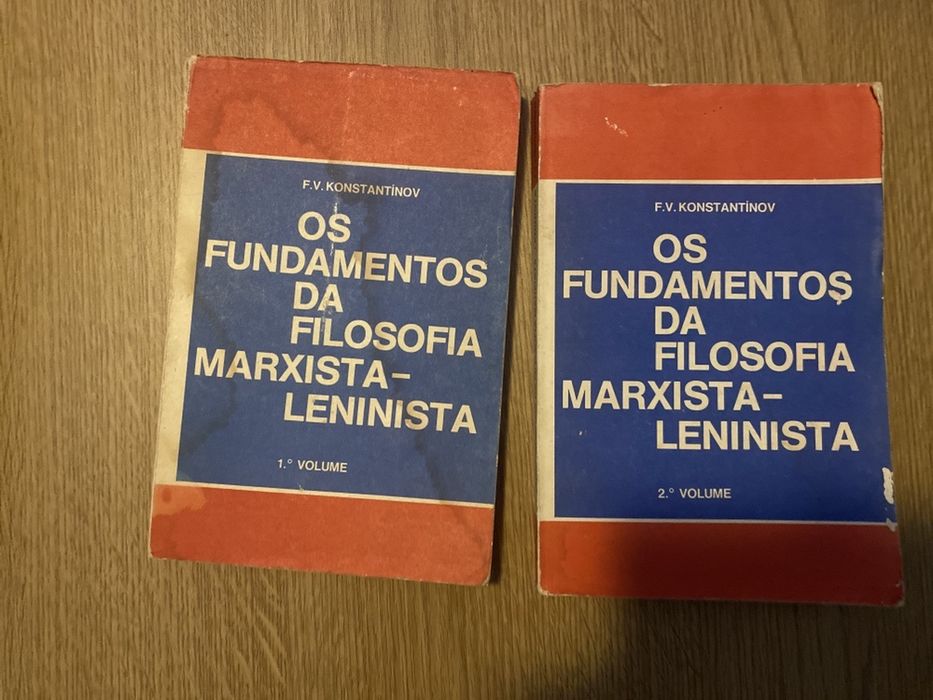 F.V. KONSTANTÍNOV
OS
FUNDAMENTOS
DA
FILOSOFIA
MARXISTA-
LENINISTA
1.º VOLUME
F.V. KONSTANTÍNOV
OS
FUNDAMENTOS
DA
FILOSOFIA
MARXISTA-
LENINISTA
2.º VOLUME